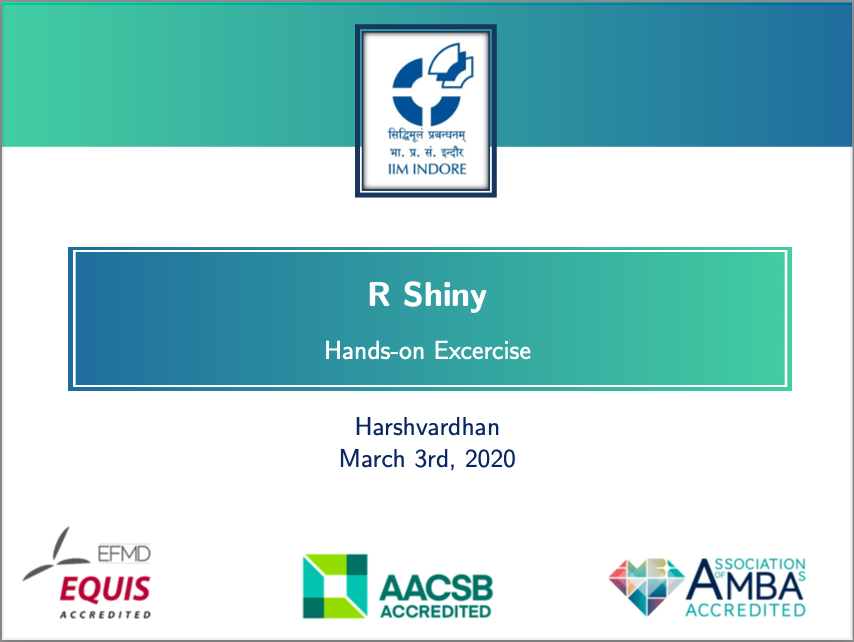 सिद्धिमूलं प्रबन्धनम्
भा. प्र. सं. इन्दौर
IIM INDORE
R Shiny
Hands-on Excercise
Harshvardhan
March 3rd, 2020
EFMD
EQUIS
ACCREDITED
AACSB
ACCREDITED
ASSOCIATION
OF AMBAs
ACCREDITED